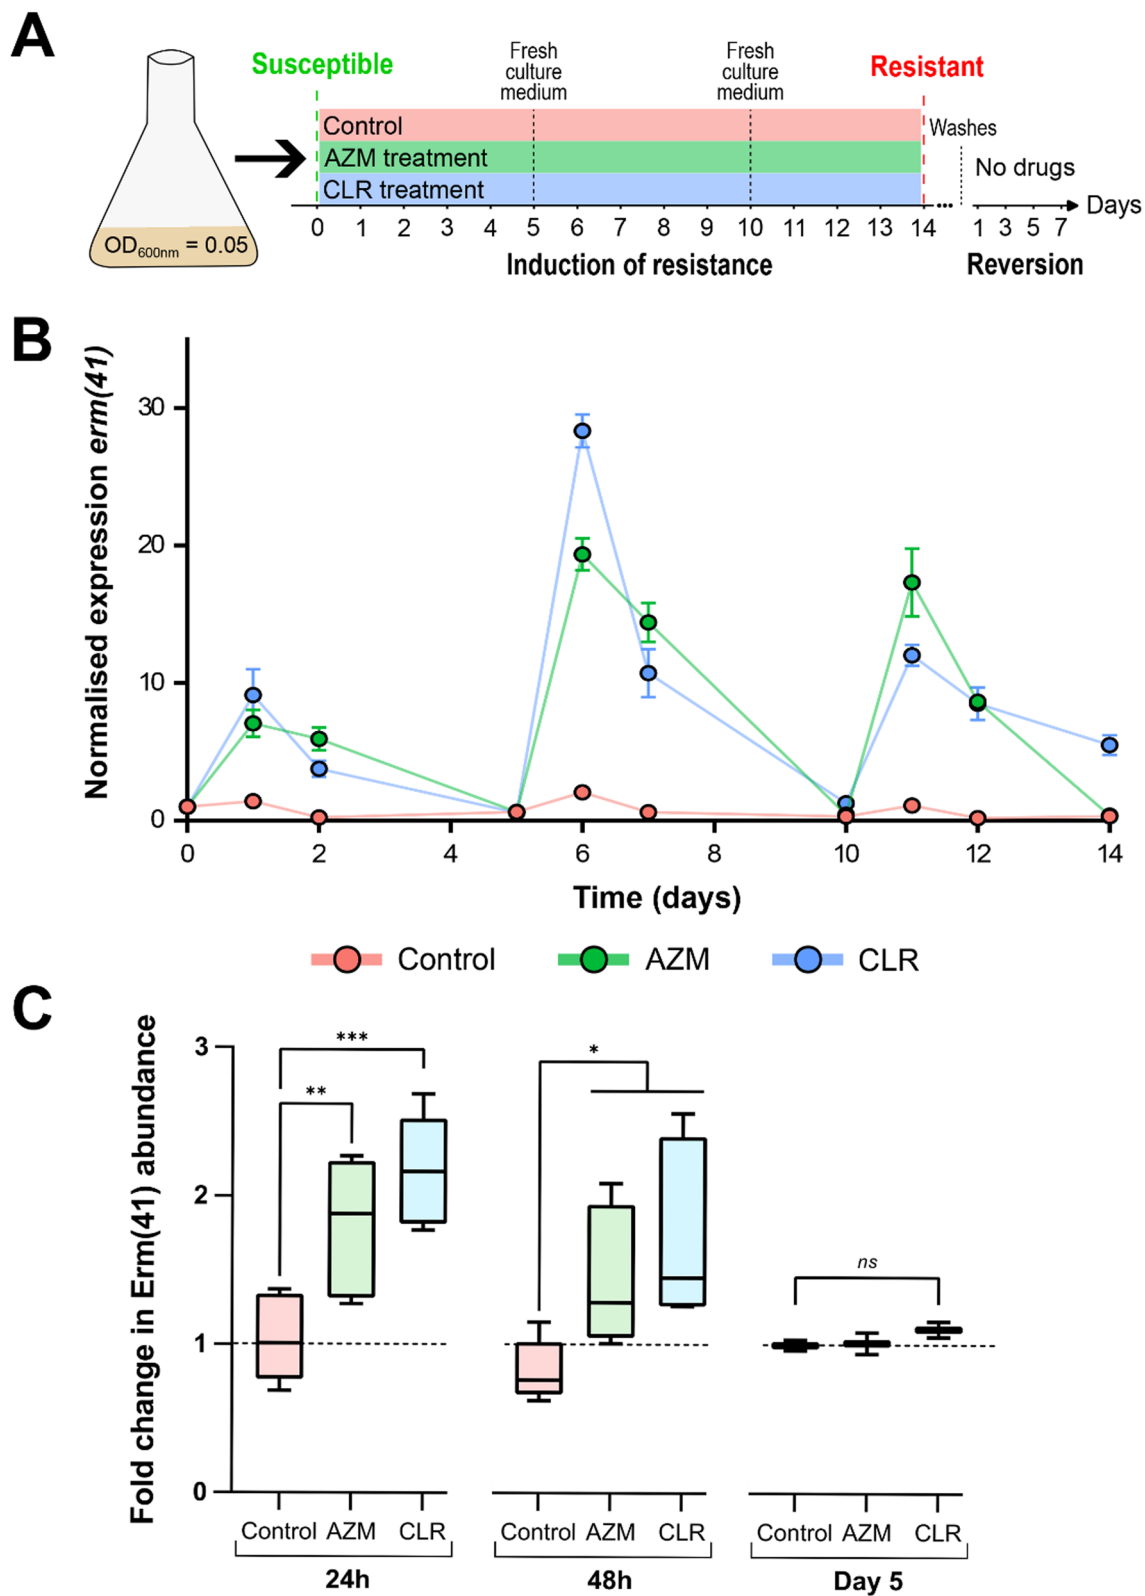 A
Susceptible
Fresh
culture
medium
Fresh
culture
medium
Resistant
Control
AZM treatment
CLR treatment
Washes
No drugs
OD600nm = 0.05
0 1 2 3 4 5 6 7 8 9 10 11 12 13 14 ••• 1 3 5 7 Days
Induction of resistance
Reversion
B
Normalised expression erm(41)
30
20
10
0
0 2 4 6 8 10 12 14
Time (days)
Control AZM CLR
C
Fold change in Erm(41) abundance
3
2
1
0
***
**
*
ns
Control AZM CLR Control AZM CLR Control AZM CLR
24h 48h Day 5